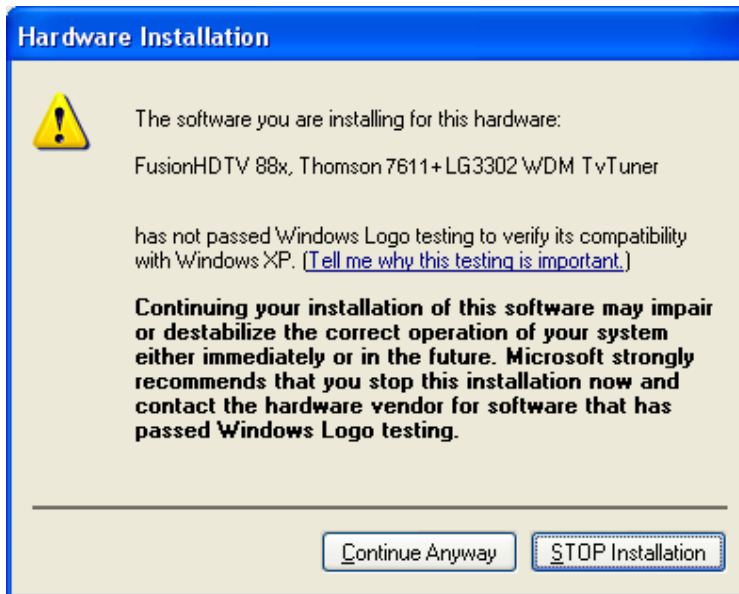 Hardware Installation
The software you are installing for this hardware:
FusionHDTV 88x, Thomson 7611+ LG3302 WDM TvTuner
has not passed Windows Logo testing to verify its compatibility
with Windows XP. (Tell me why this testing is important.)
Continuing your installation of this software may impair
or destabilize the correct operation of your system
either immediately or in the future. Microsoft strongly
recommends that you stop this installation now and
contact the hardware vendor for software that has
passed Windows Logo testing.
Continue Anyway
STOP Installation